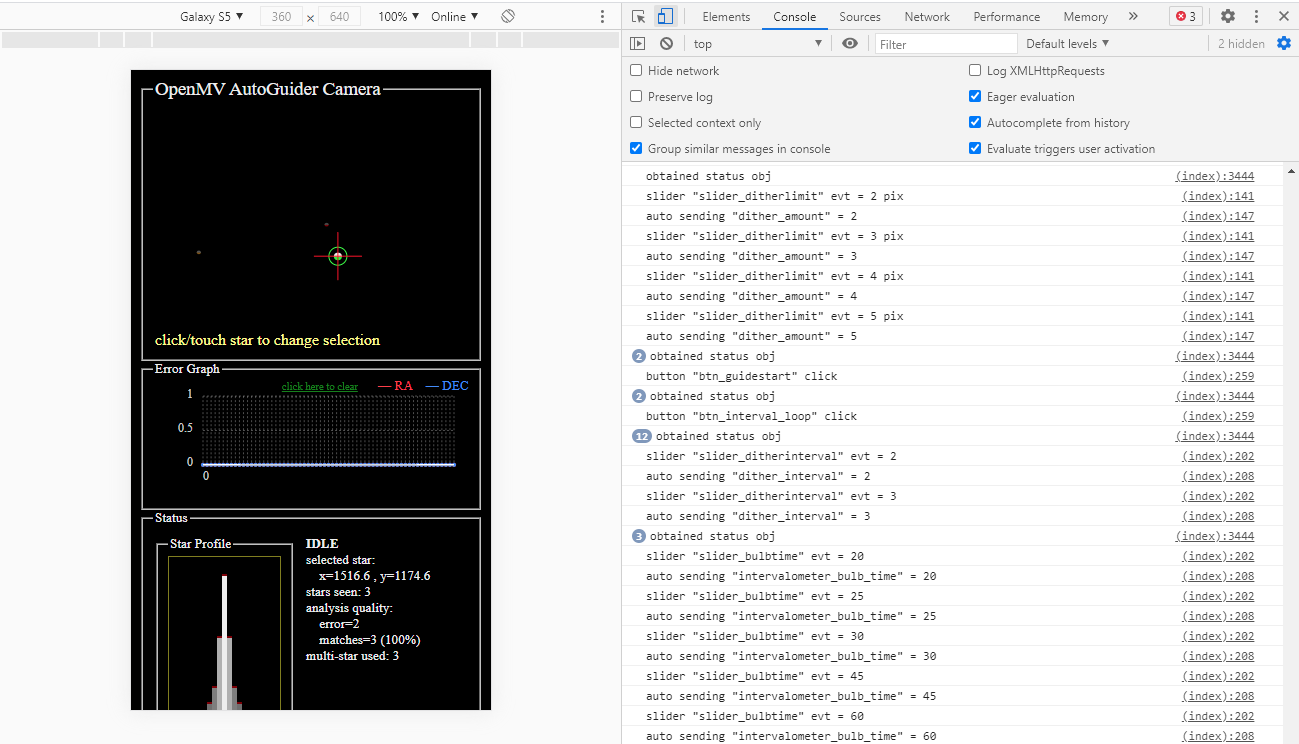 Galaxy S5 ▼ 360 x 640 100% ▼ Online ▼
Elements Console Sources Network Performance Memory » 3
top ▼ Filter Default levels ▼ 2 hidden
Hide network
Log XMLHttpRequests
Preserve log
Eager evaluation
Selected context only
Autocomplete from history
Group similar messages in console
Evaluate triggers user activation
OpenMV AutoGuider Camera
click/touch star to change selection
Error Graph
click here to clear — RA — DEC
1
0.5
0
0
Status
Star Profile
IDLE
selected star:
x=1516.6 , y=1174.6
stars seen: 3
analysis quality:
error=2
matches=3 (100%)
multi-star used: 3
obtained status obj (index):3444
slider "slider_ditherlimit" evt = 2 pix (index):141
auto sending "dither_amount" = 2 (index):147
slider "slider_ditherlimit" evt = 3 pix (index):141
auto sending "dither_amount" = 3 (index):147
slider "slider_ditherlimit" evt = 4 pix (index):141
auto sending "dither_amount" = 4 (index):147
slider "slider_ditherlimit" evt = 5 pix (index):141
auto sending "dither_amount" = 5 (index):147
2 obtained status obj (index):3444
button "btn_guidestart" click (index):259
2 obtained status obj (index):3444
button "btn_interval_loop" click (index):259
12 obtained status obj (index):3444
slider "slider_ditherinterval" evt = 2 (index):202
auto sending "dither_interval" = 2 (index):208
slider "slider_ditherinterval" evt = 3 (index):202
auto sending "dither_interval" = 3 (index):208
3 obtained status obj (index):3444
slider "slider_bulbtime" evt = 20 (index):202
auto sending "intervalometer_bulb_time" = 20 (index):208
slider "slider_bulbtime" evt = 25 (index):202
auto sending "intervalometer_bulb_time" = 25 (index):208
slider "slider_bulbtime" evt = 30 (index):202
auto sending "intervalometer_bulb_time" = 30 (index):208
slider "slider_bulbtime" evt = 45 (index):202
auto sending "intervalometer_bulb_time" = 45 (index):208
slider "slider_bulbtime" evt = 60 (index):202
auto sending "intervalometer_bulb_time" = 60 (index):208